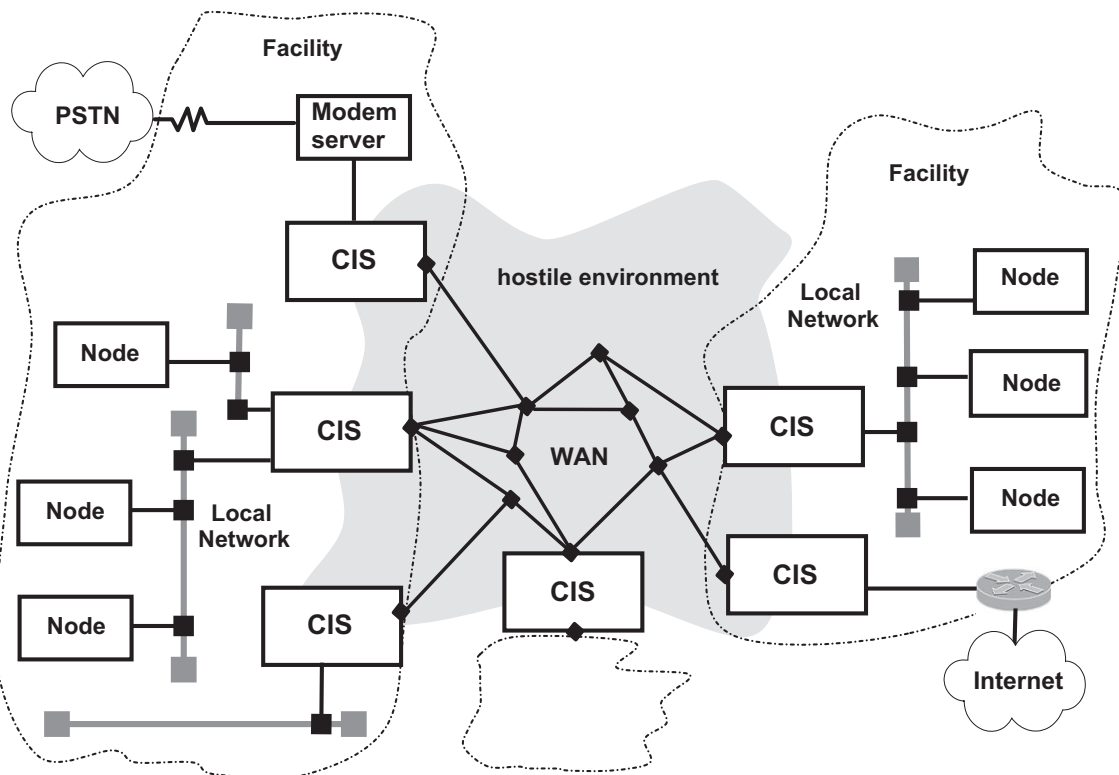 Facility
PSTN
Modem
server
CIS
hostile environment
Facility
Local
Network
Node
Node
Node
Node
CIS
WAN
CIS
Node
Local
Network
CIS
CIS
CIS
Node
Internet